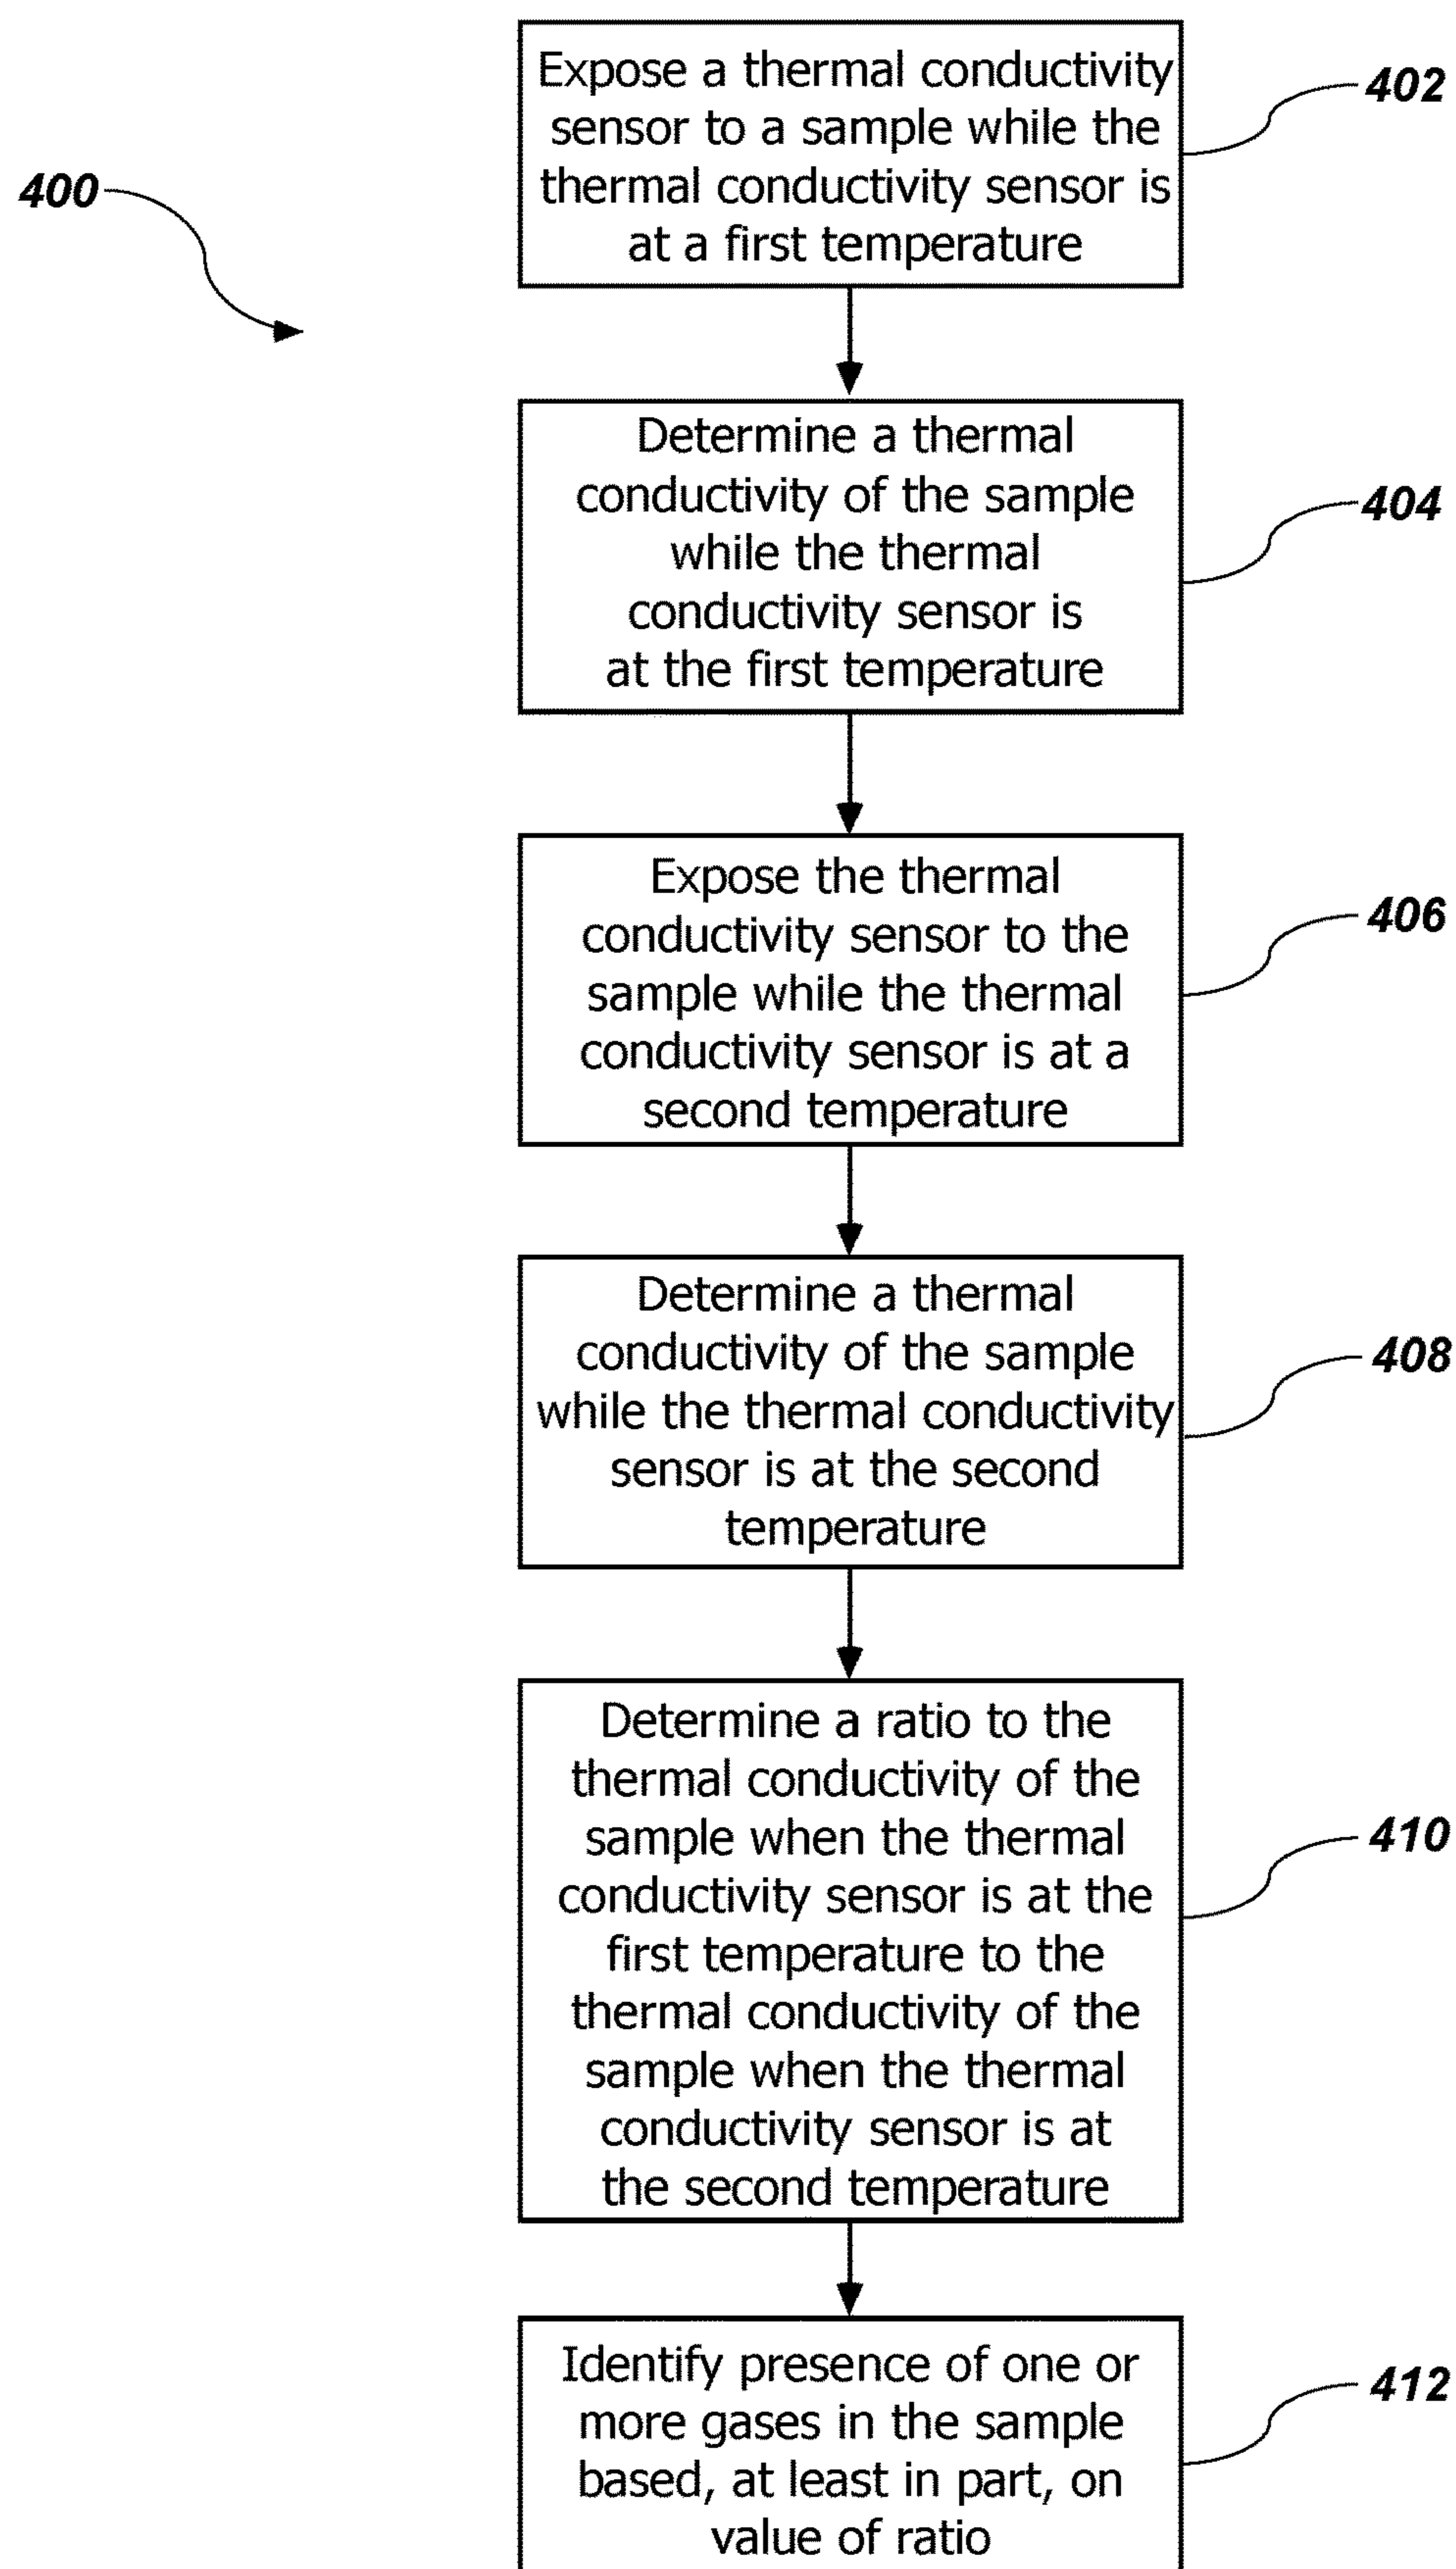 Expose a thermal conductivity
sensor to a sample while the
thermal conductivity sensor is
at a first temperature
402
400
Determine a thermal
conductivity of the sample
while the thermal
conductivity sensor is
at the first temperature
404
Expose the thermal
conductivity sensor to the
sample while the thermal
conductivity sensor is at a
second temperature
406
Determine a thermal
conductivity of the sample
while the thermal conductivity
sensor is at the second
temperature
408
Determine a ratio to the
thermal conductivity of the
sample when the thermal
conductivity sensor is at the
first temperature to the
thermal conductivity of the
sample when the thermal
conductivity sensor is at
the second temperature
410
Identify presence of one or
more gases in the sample
based, at least in part, on
value of ratio
412